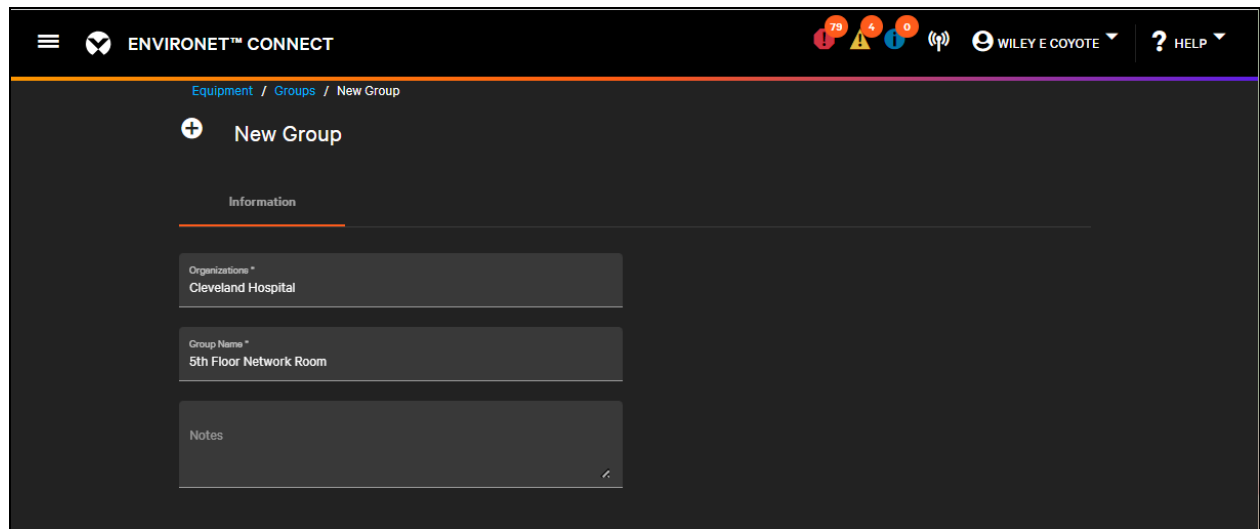 ENVIRONET™ CONNECT 79 4 0 WILEY E COYOTE ? HELP
Equipment / Groups / New Group
New Group
Information
Organizations *
Cleveland Hospital
Group Name *
5th Floor Network Room
Notes